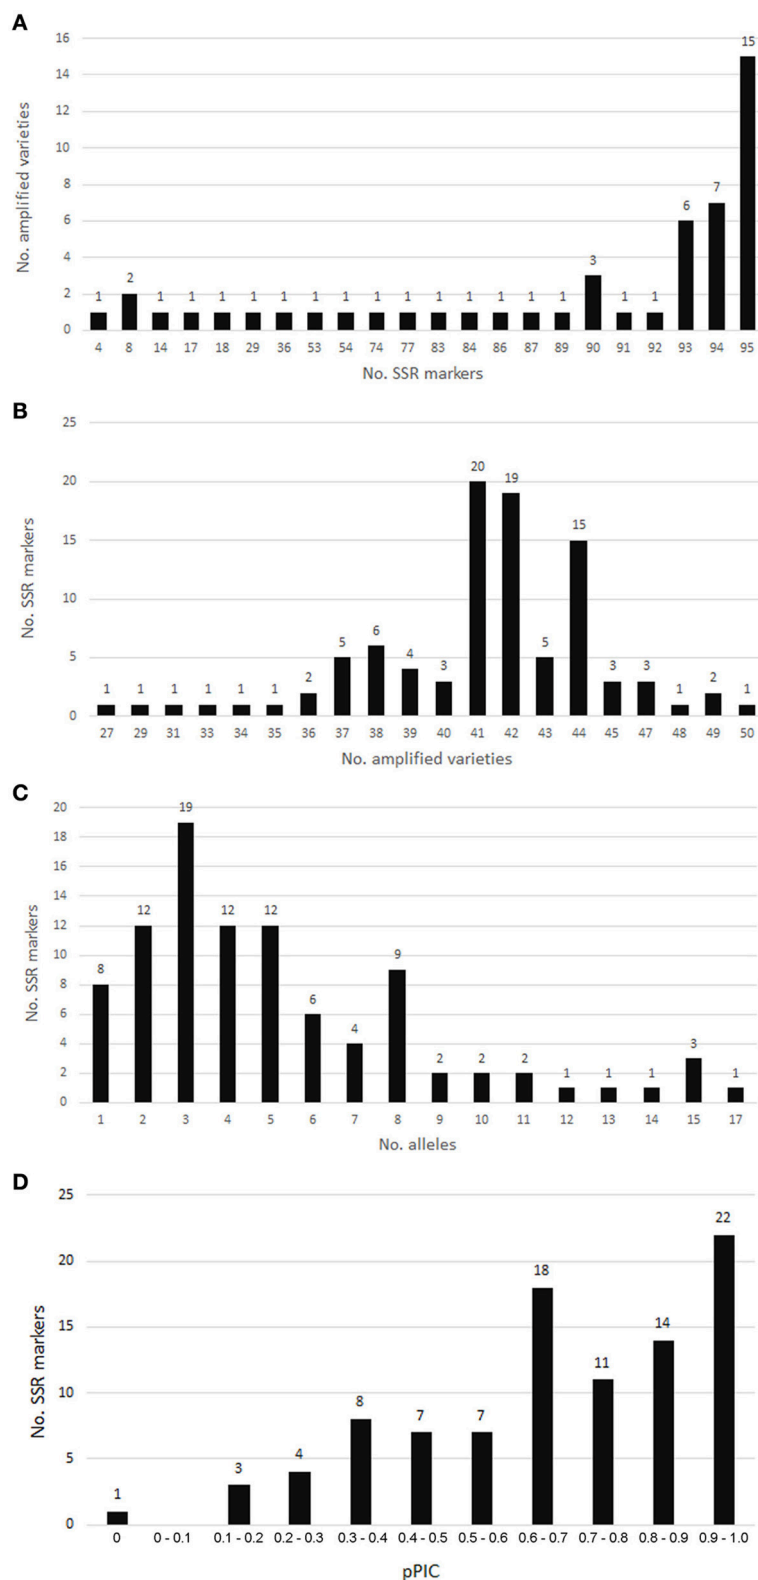 A
No. amplified varieties
16
14
12
10
8
6
4
2
0
1 2 1 1 1 1 1 1 1 1 1 1 1 1 1 1 3 1 1 6 7 15
4 8 14 17 18 29 36 53 54 74 77 83 84 86 87 89 90 91 92 93 94 95
No. SSR markers
B
No. SSR markers
25
20
15
10
5
0
1 1 1 1 1 1 2 5 6 4 3 20 19 5 15 3 3 1 2 1
27 29 31 33 34 35 36 37 38 39 40 41 42 43 44 45 47 48 49 50
No. amplified varieties
C
No. SSR markers
20
18
16
14
12
10
8
6
4
2
0
8 12 19 12 12 6 4 9 2 2 2 1 1 1 3 1
1 2 3 4 5 6 7 8 9 10 11 12 13 14 15 17
No. alleles
D
No. SSR markers
25
20
15
10
5
0
1 3 4 8 7 7 18 11 14 22
0 0 - 0.1 0.1 - 0.2 0.2 - 0.3 0.3 - 0.4 0.4 - 0.5 0.5 - 0.6 0.6 - 0.7 0.7 - 0.8 0.8 - 0.9 0.9 - 1.0
pPIC